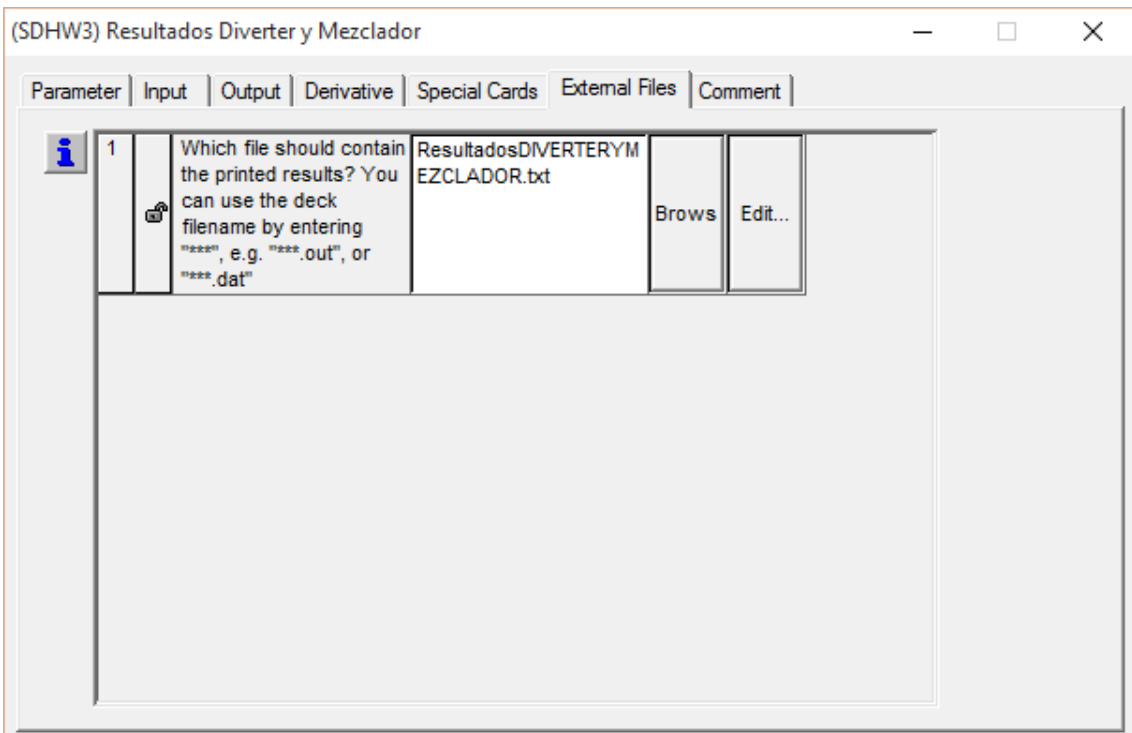 (SDHW3) Resultados Diverter y Mezclador
Parameter Input Output Derivative Special Cards External Files Comment
i
1
Which file should contain
the printed results? You
can use the deck
filename by entering
"***", e.g. "***.out", or
"***.dat"
ResultadosDIVERTERYM
EZCLADOR.txt
Brows
Edit...